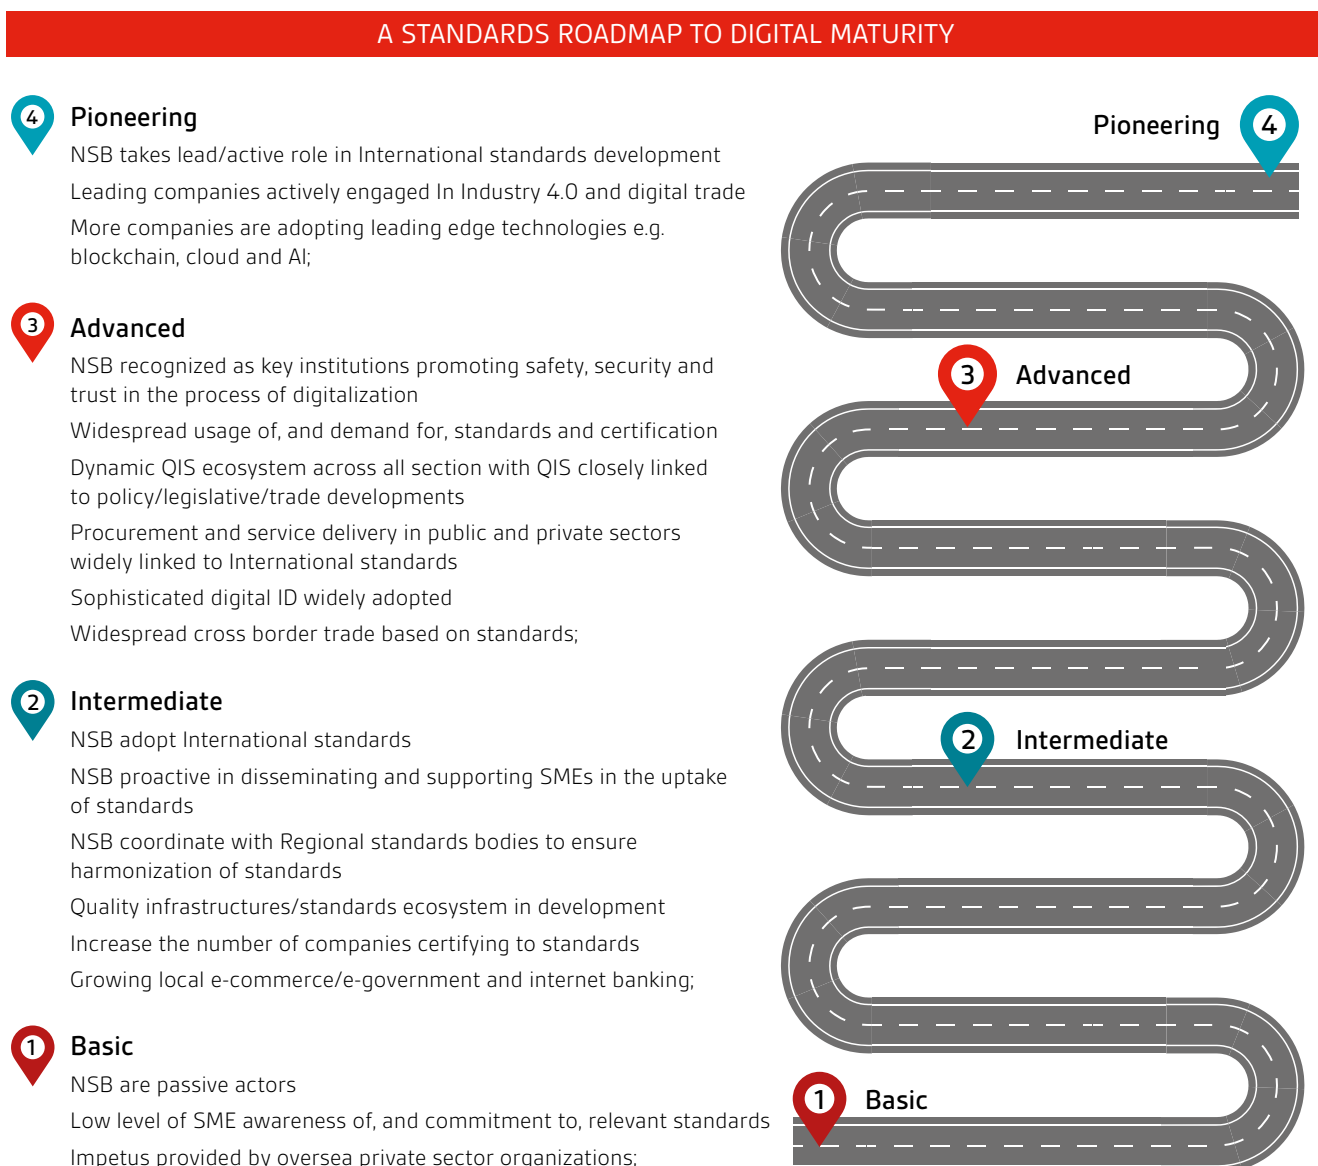 A STANDARDS ROADMAP TO DIGITAL MATURITY
4 Pioneering
NSB takes lead/active role in International standards development
Leading companies actively engaged In Industry 4.0 and digital trade
More companies are adopting leading edge technologies e.g.
blockchain, cloud and AI;
3 Advanced
NSB recognized as key institutions promoting safety, security and
trust in the process of digitalization
Widespread usage of, and demand for, standards and certification
Dynamic QIS ecosystem across all section with QIS closely linked
to policy/legislative/trade developments
Procurement and service delivery in public and private sectors
widely linked to International standards
Sophisticated digital ID widely adopted
Widespread cross border trade based on standards;
2 Intermediate
NSB adopt International standards
NSB proactive in disseminating and supporting SMEs in the uptake
of standards
NSB coordinate with Regional standards bodies to ensure
harmonization of standards
Quality infrastructures/standards ecosystem in development
Increase the number of companies certifying to standards
Growing local e-commerce/e-government and internet banking;
1 Basic
NSB are passive actors
Low level of SME awareness of, and commitment to, relevant standards
Impetus provided by oversea private sector organizations;
Pioneering 4
3 Advanced
2 Intermediate
1 Basic